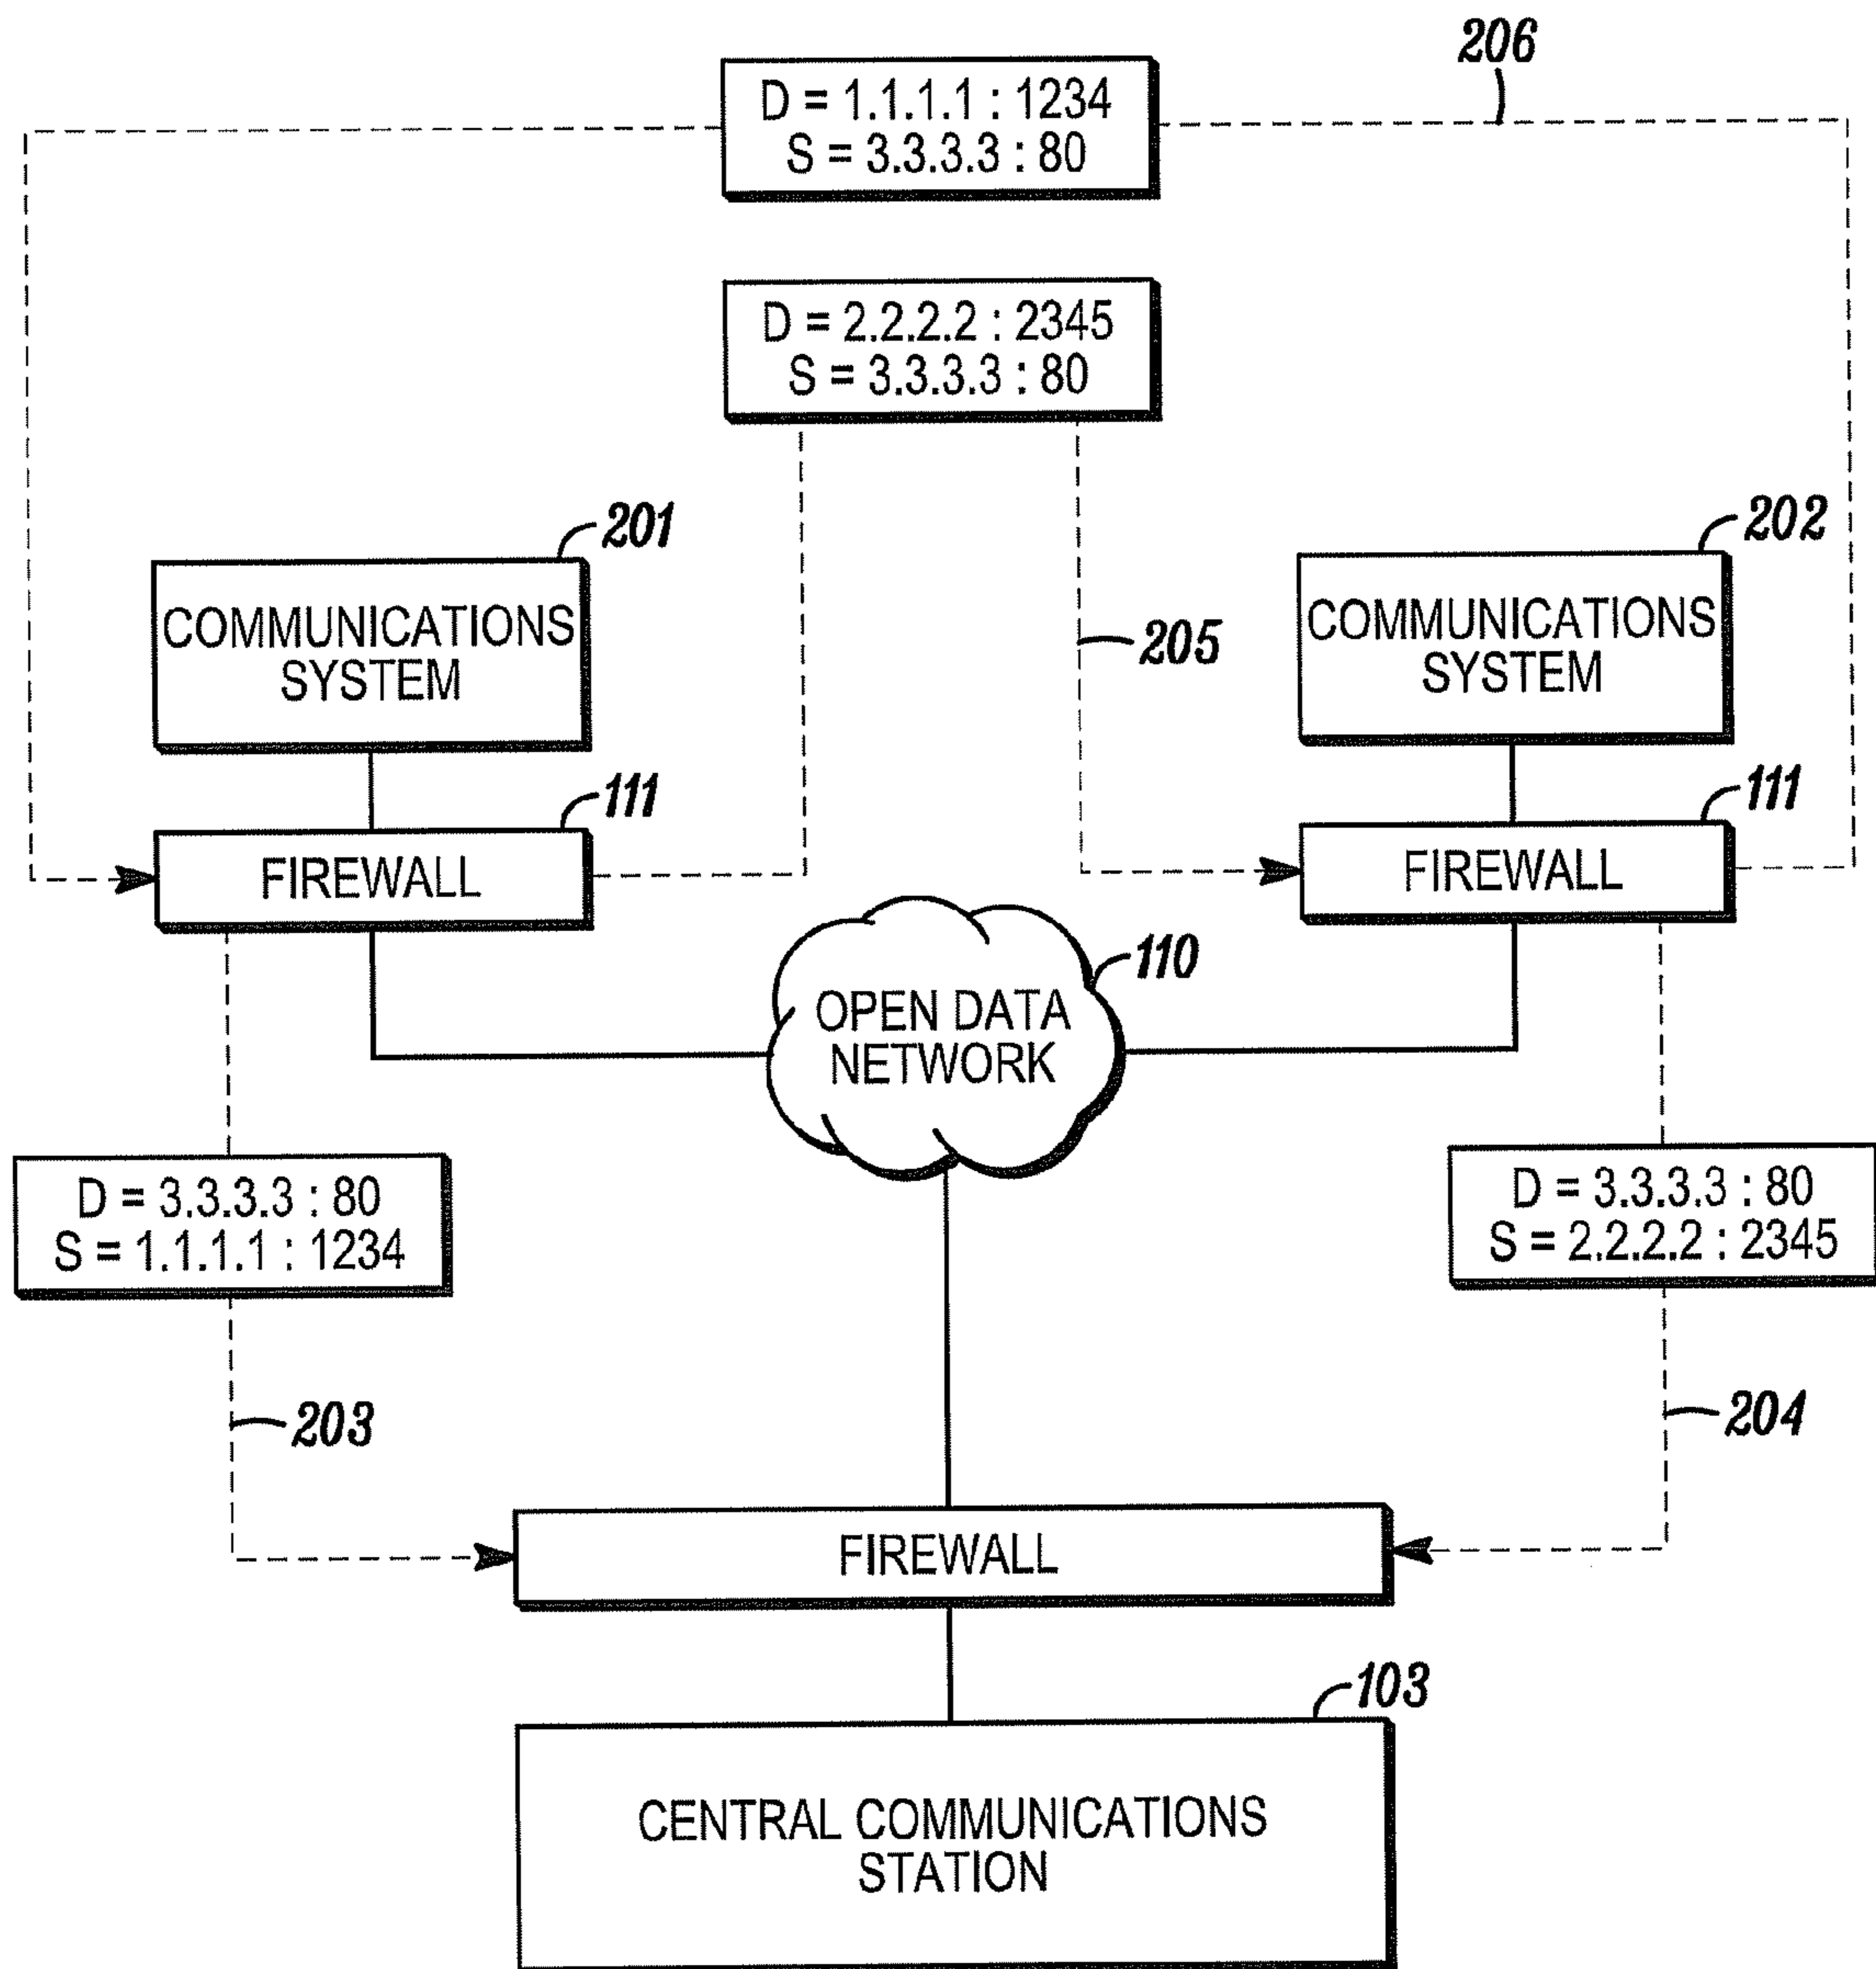 206
D = 1.1.1.1 : 1234
S = 3.3.3.3 : 80
D = 2.2.2.2 : 2345
S = 3.3.3.3 : 80
201
COMMUNICATIONS
SYSTEM
202
COMMUNICATIONS
SYSTEM
205
111
FIREWALL
111
FIREWALL
110
OPEN DATA
NETWORK
D = 3.3.3.3 : 80
S = 1.1.1.1 : 1234
D = 3.3.3.3 : 80
S = 2.2.2.2 : 2345
203
204
FIREWALL
103
CENTRAL COMMUNICATIONS
STATION